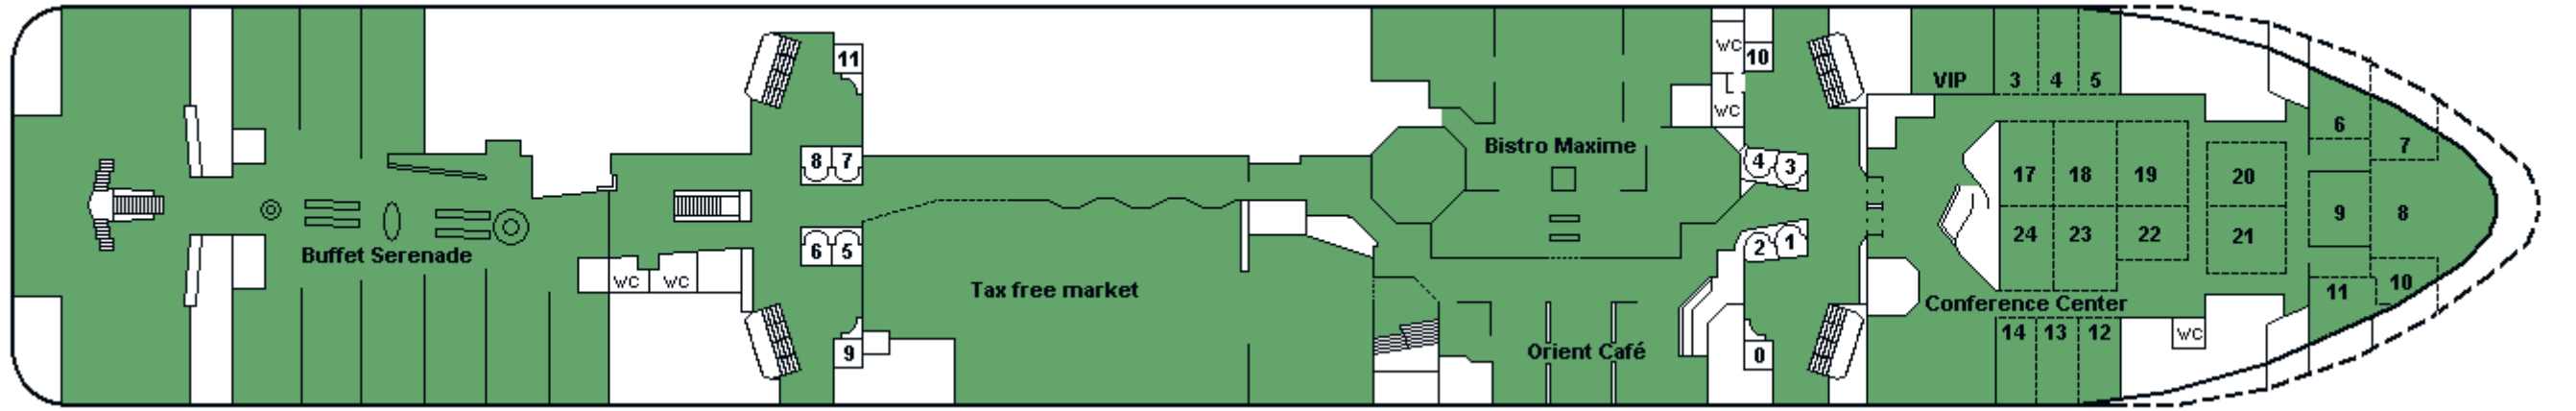 WC
11
10
VIP
3
4
5
WC
6
7
Bistro Maxime
8
7
4
3
17
18
19
20
9
8
6
5
2
1
24
23
22
21
Buffet Serenade
WC
WC
Tax free market
Conference Center
11
10
9
Orient Café
0
14
13
12
WC